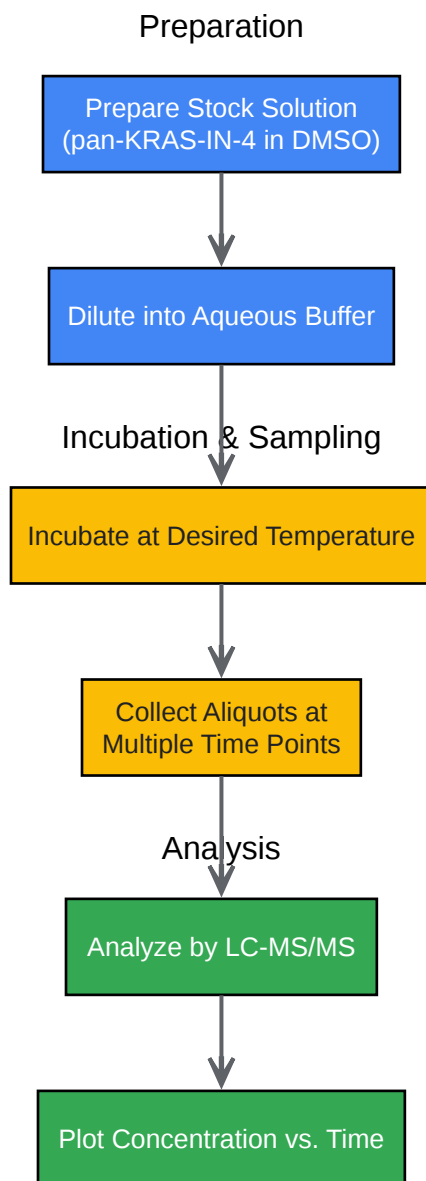 Preparation
Prepare Stock Solution
(pan-KRAS-IN-4 in DMSO)
Dilute into Aqueous Buffer
Incubation & Sampling
Incubate at Desired Temperature
Collect Aliquots at
Multiple Time Points
Analysis
Analyze by LC-MS/MS
Plot Concentration vs. Time